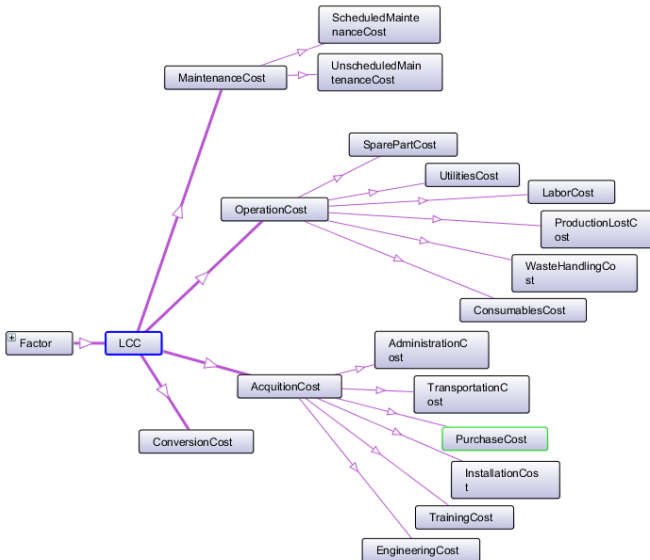 ScheduledMainte
nanceCost
MaintenanceCost
UnscheduledMain
tenanceCost
SparePartCost
UtilitiesCost
LaborCost
OperationCost
ProductionLostC
ost
WasteHandlingCo
st
ConsumablesCost
Factor
LCC
AdministrationC
ost
AcquitionCost
TransportationC
ost
PurchaseCost
ConversionCost
InstallationCos
t
TrainingCost
EngineeringCost